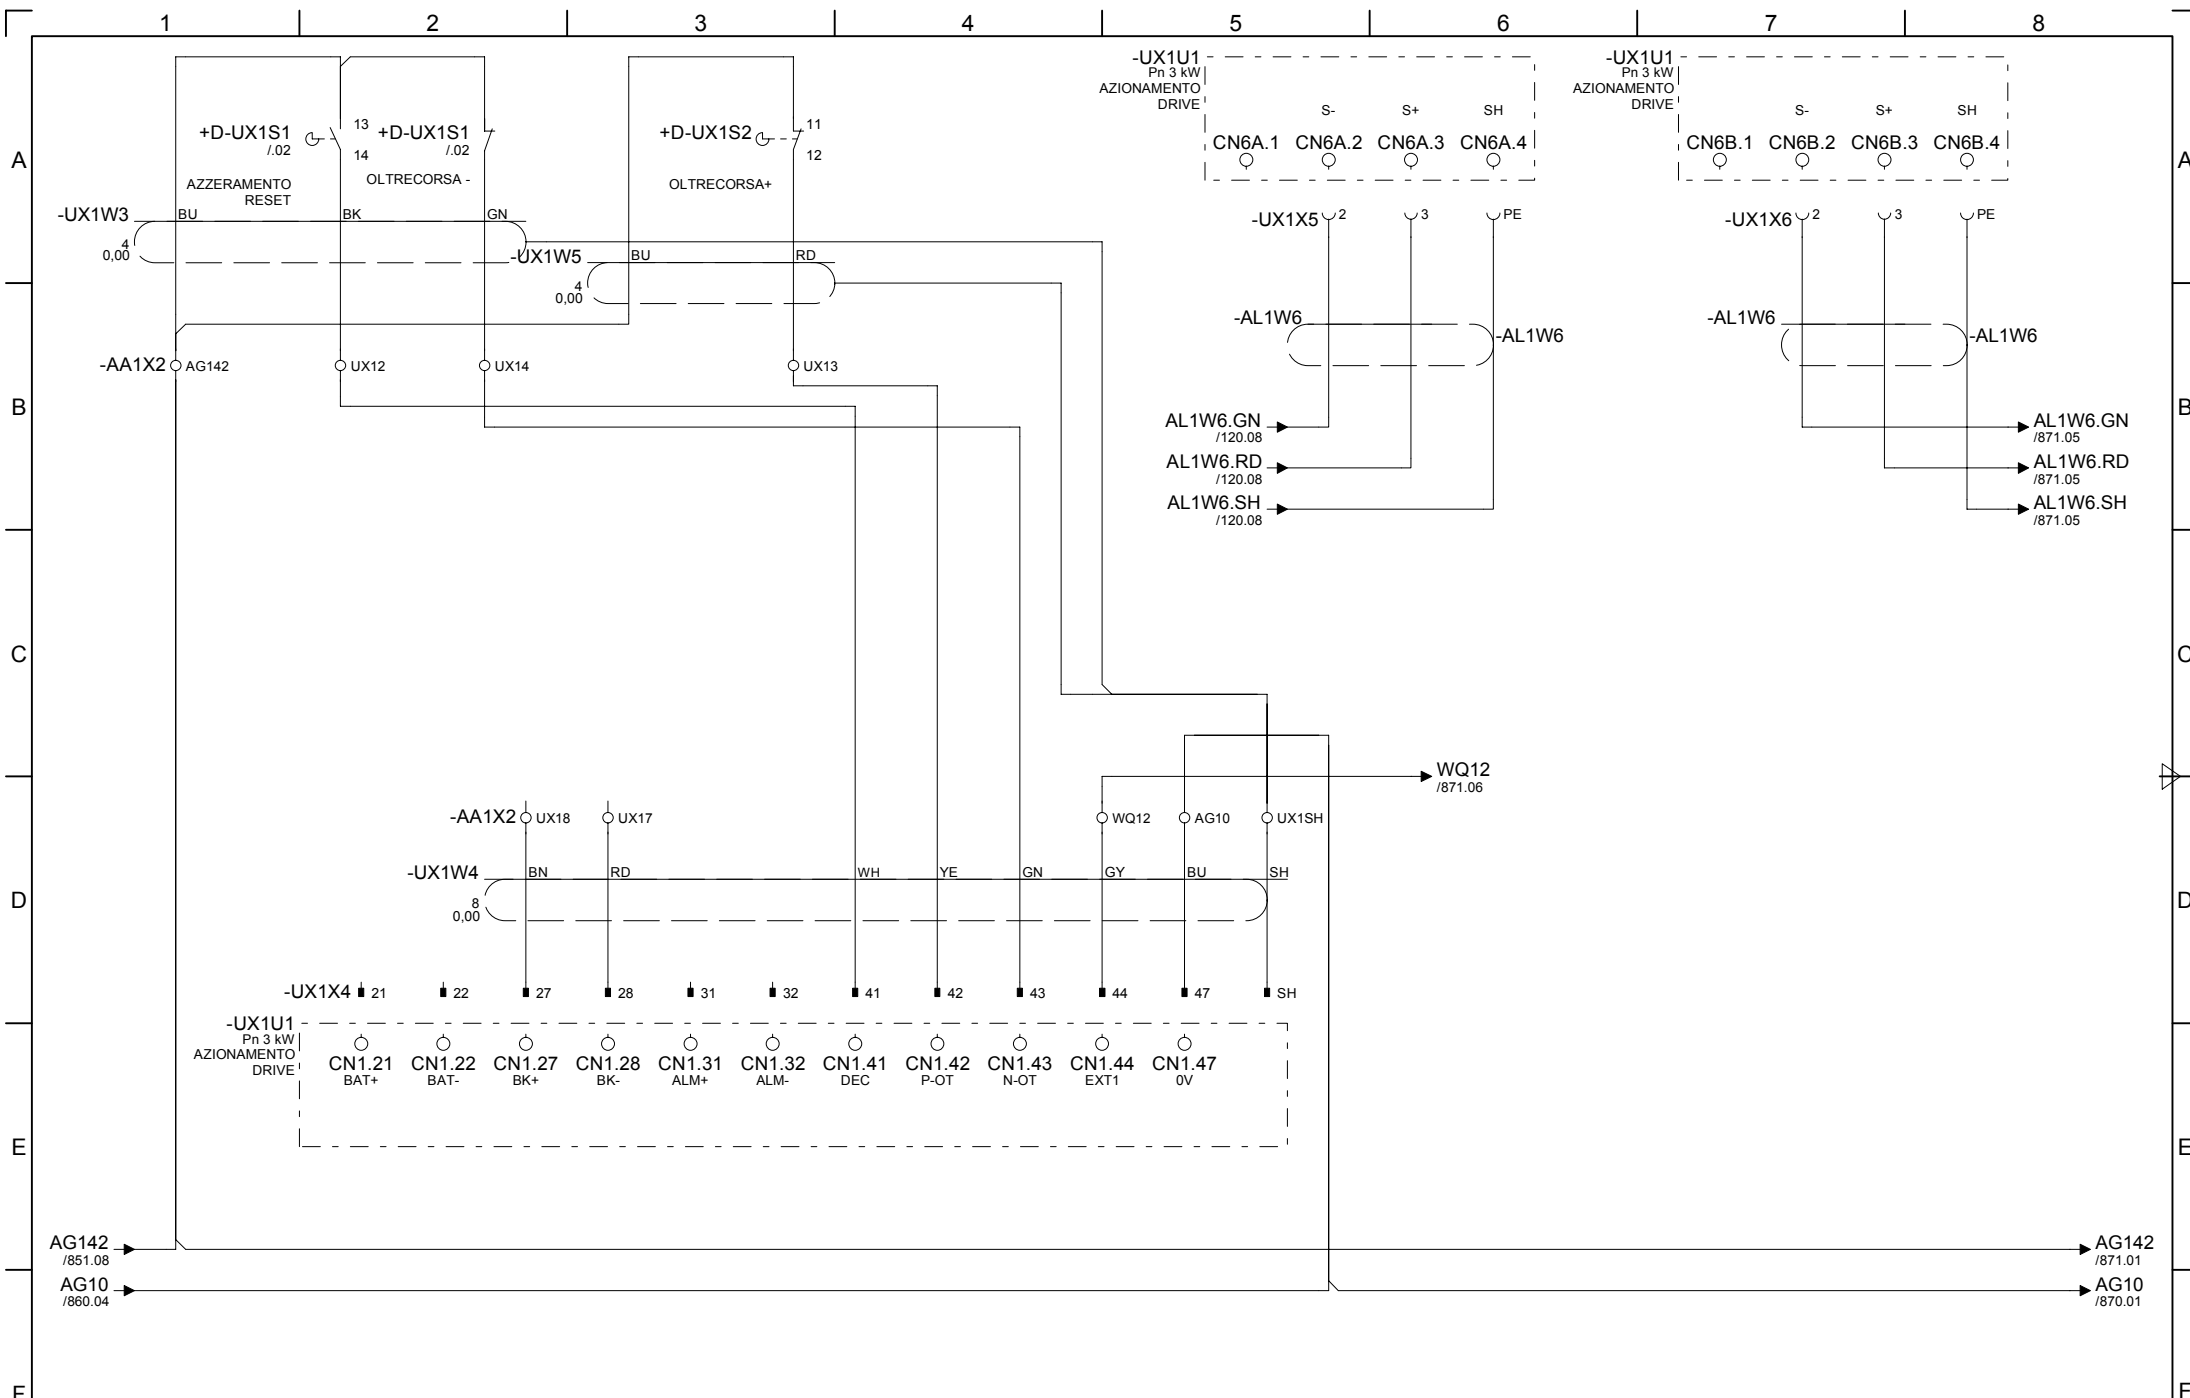 1 2 3 4 5 6 7 8
-UX1U1 -UX1U1
Pn 3 kW Pn 3 kW
AZIONAMENTO AZIONAMENTO
DRIVE DRIVE
S- S+ SH S- S+ SH
+D-UX1S1 13 +D-UX1S1 +D-UX1S2 11
/.02 14 /.02 12
CN6A.1 CN6A.2 CN6A.3 CN6A.4 CN6B.1 CN6B.2 CN6B.3 CN6B.4
A A
AZZERAMENTO OLTRECORSA - OLTRECORSA+
RESET
-UX1W3 BU BK GN -UX1X5 2 3 PE -UX1X6 2 3 PE
4
0,00
-UX1W5 BU RD
4
0,00
-AL1W6 -AL1W6 -AL1W6 -AL1W6
-AA1X2 AG142 UX12 UX14 UX13
B B
AL1W6.GN AL1W6.GN
/120.08 /871.05
AL1W6.RD AL1W6.RD
/120.08 /871.05
AL1W6.SH AL1W6.SH
/120.08 /871.05
C C
WQ12
/871.06
-AA1X2 UX18 UX17 WQ12 AG10 UX1SH
-UX1W4 BN RD WH YE GN GY BU SH
8
0,00
D D
-UX1X4 21 22 27 28 31 32 41 42 43 44 47 SH
-UX1U1
Pn 3 kW
AZIONAMENTO
DRIVE
CN1.21 CN1.22 CN1.27 CN1.28 CN1.31 CN1.32 CN1.41 CN1.42 CN1.43 CN1.44 CN1.47
BAT+ BAT- BK+ BK- ALM+ ALM- DEC P-OT N-OT EXT1 0V
E E
AG142 AG142
/851.08 /871.01
AG10 AG10
/860.04 /870.01
F F